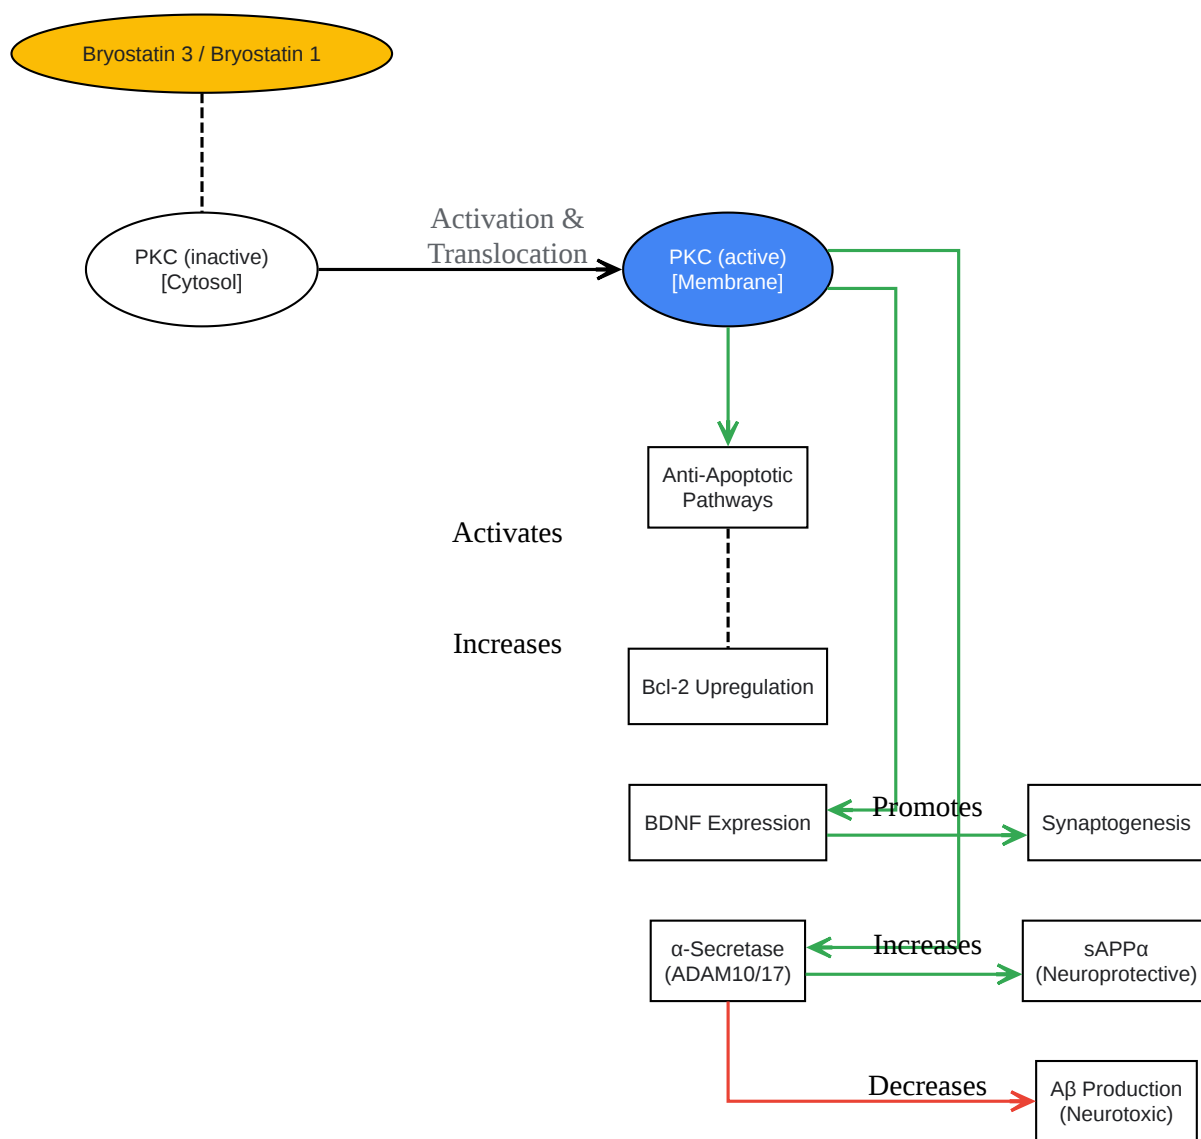 Bryostatin 3 / Bryostatin 1
Activation &
Translocation
PKC (inactive)
[Cytosol]
PKC (active)
[Membrane]
Anti-Apoptotic
Pathways
Activates
Increases
Bcl-2 Upregulation
BDNF Expression
Promotes
Synaptogenesis
α-Secretase
(ADAM10/17)
Increases
sAPPα
(Neuroprotective)
Decreases
Aβ Production
(Neurotoxic)